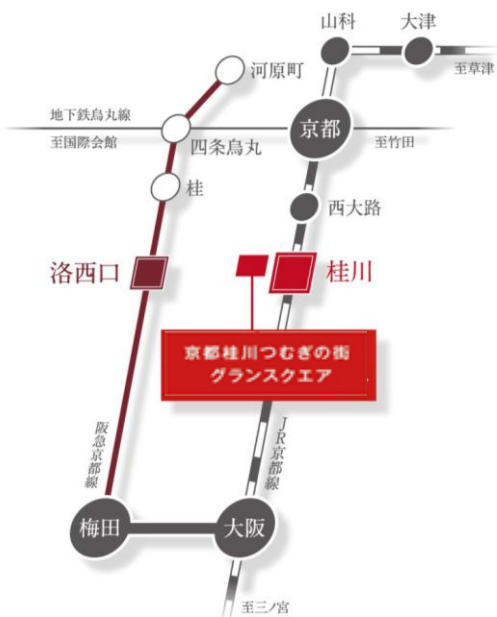 山科
大津
至草津
河原町
地下鉄烏丸線
至国際会館
四条烏丸
京都
至竹田
桂
西大路
洛西口
桂川
京都桂川つむぎの街
グランスクエア
阪急京都線
JR京都線
梅田
大阪
至三ノ宮